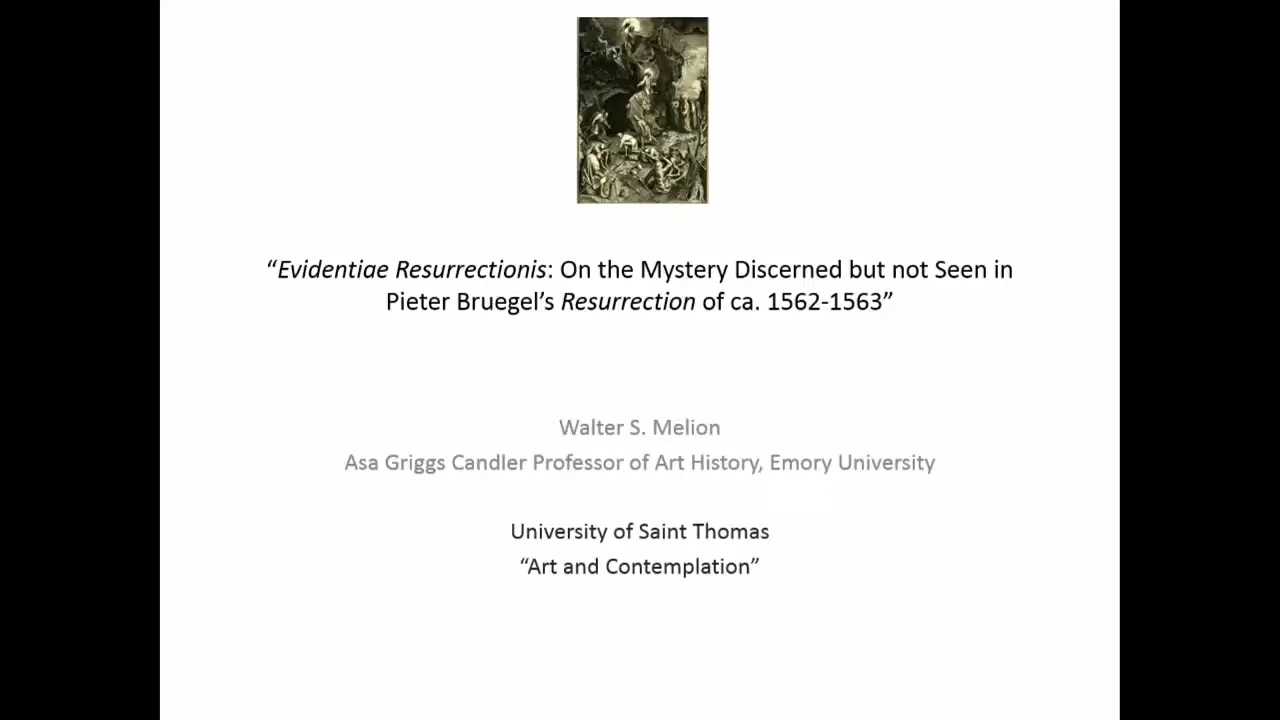 “Evidentiae Resurrectionis: On the Mystery Discerned but not Seen in
Pieter Bruegel’s Resurrection of ca. 1562-1563”
Walter S. Melion
Asa Griggs Candler Professor of Art History, Emory University
University of Saint Thomas
“Art and Contemplation”